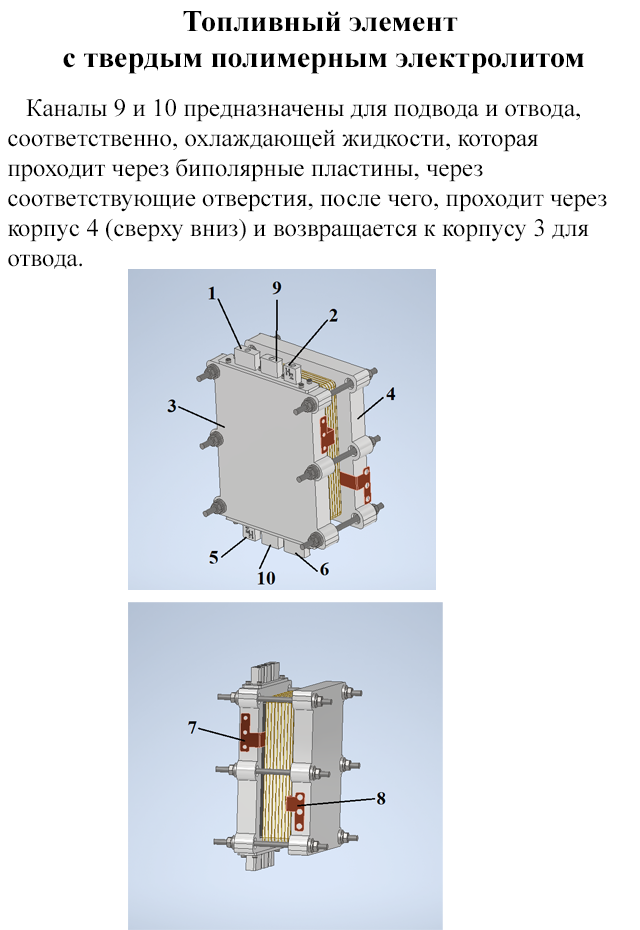 Топливный элемент
с твердым полимерным электролитом
Каналы 9 и 10 предназначены для подвода и отвода,
соответственно, охлаждающей жидкости, которая
проходит через биполярные пластины, через
соответствующие отверстия, после чего, проходит через
корпус 4 (сверху вниз) и возвращается к корпусу 3 для
отвода.
1
9
2
H2
3
4
5
10
6
7
8